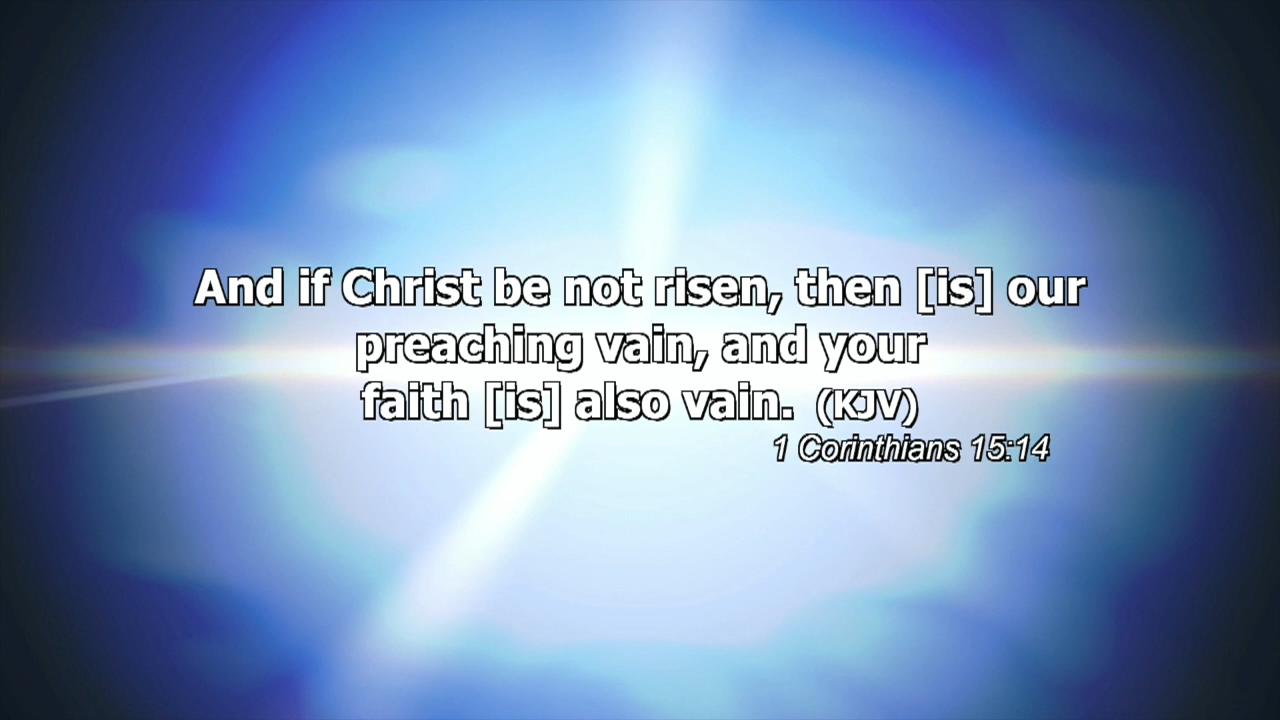 And if Christ be not risen, then [is] our
preaching vain, and your
faith [is] also vain. (KJV)
1 Corinthians 15:14